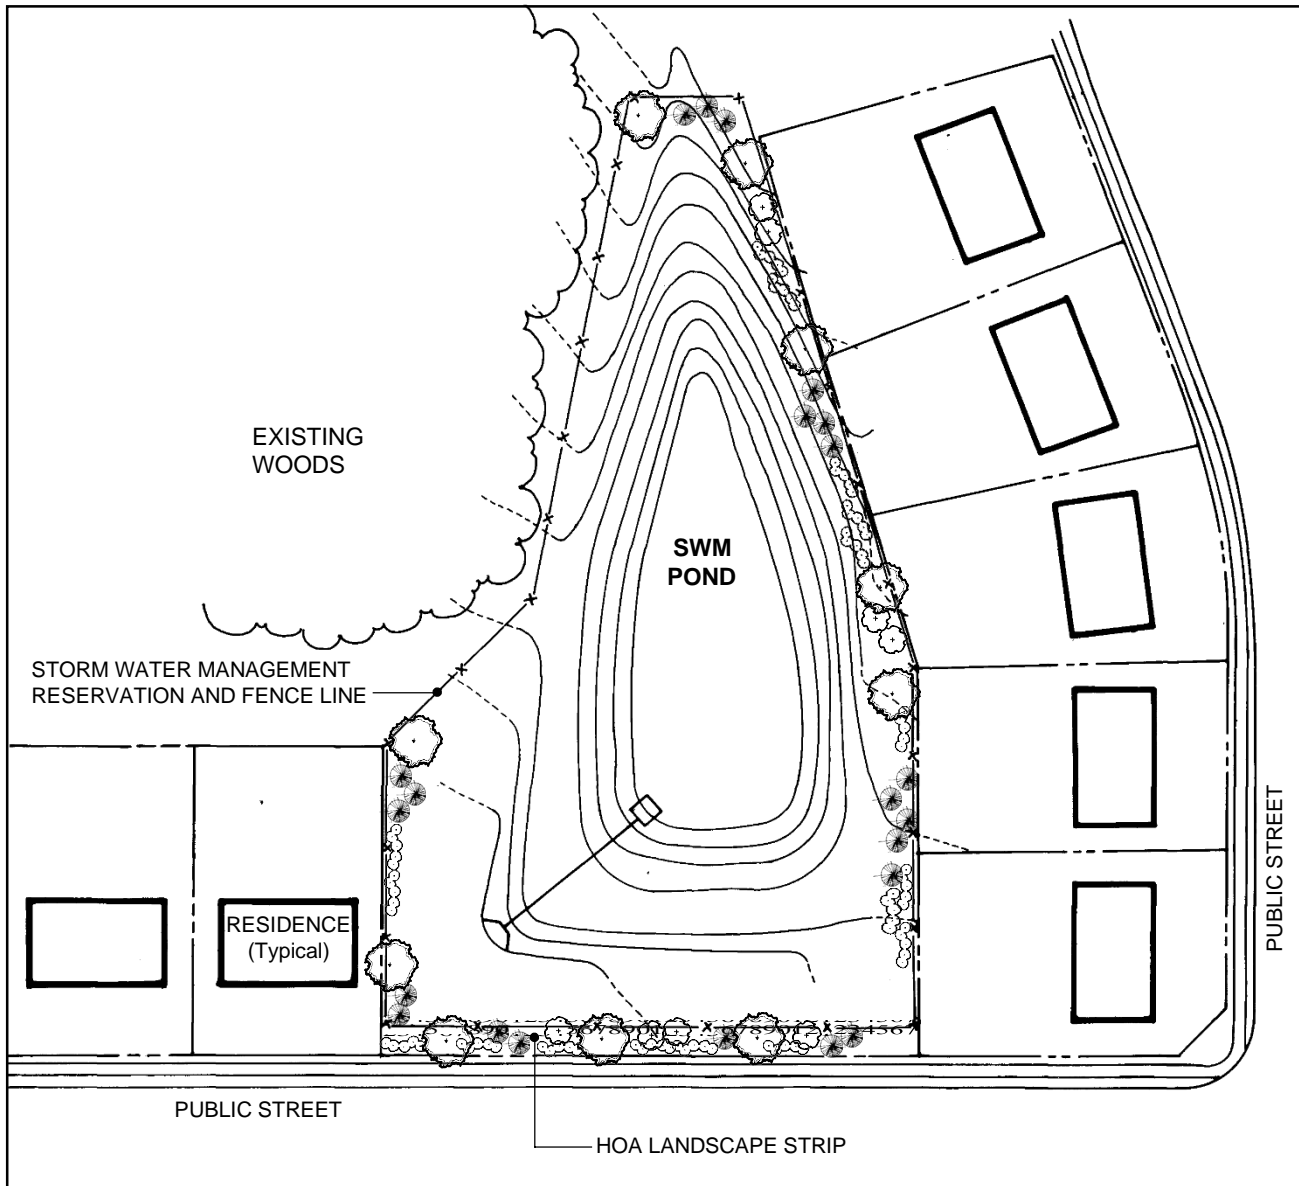 EXISTING
WOODS
SWM
POND
STORM WATER MANAGEMENT
RESERVATION AND FENCE LINE
RESIDENCE
(Typical)
PUBLIC STREET
PUBLIC STREET
HOA LANDSCAPE STRIP